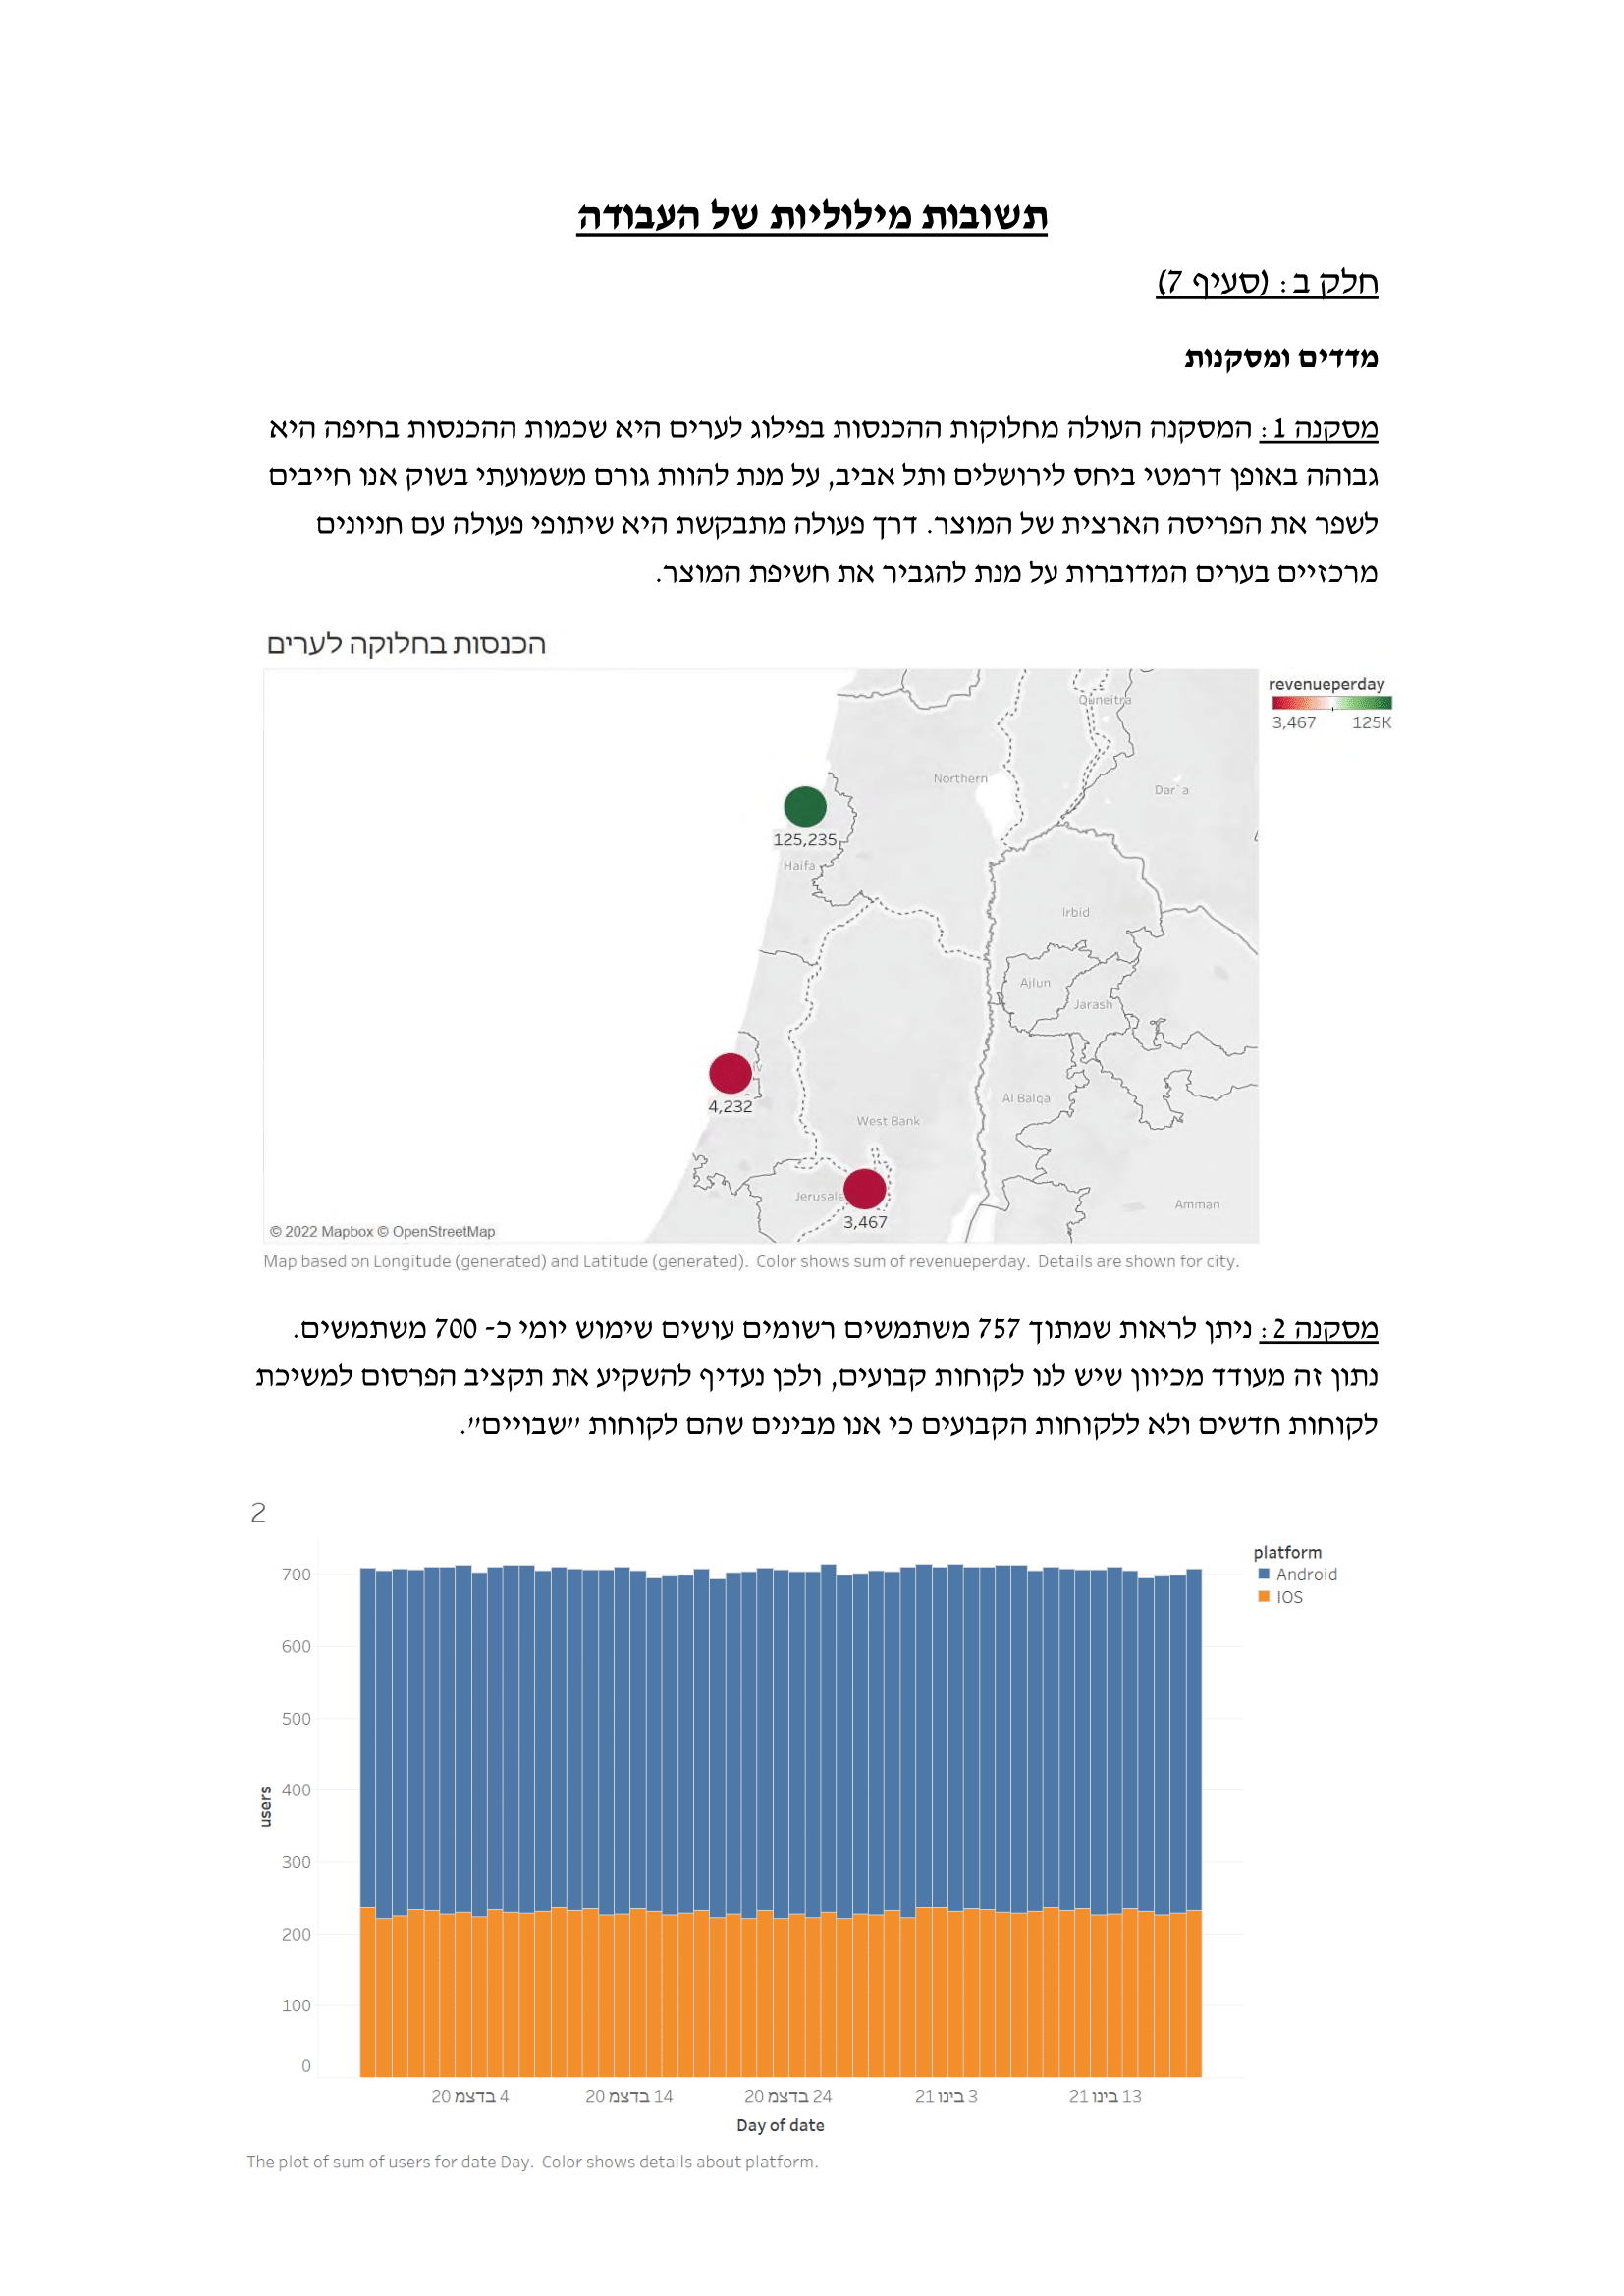 תשובות מילוליות של העבודה
חלק ב: (סעיף 7)
מדדים ומסקנות
מסקנה 1: המסקנה העולה מחלוקות ההכנסות בפילוג לערים היא שכמות ההכנסות בחיפה היא
גבוהה באופן דרמטי ביחס לירושלים ותל אביב, על מנת להוות גורם משמועתי בשוק אנו חייבים
לשפר את הפריסה הארצית של המוצר. דרך פעולה מתבקשת היא שיתופי פעולה עם חניונים
מרכזיים בערים המדוברות על מנת להגביר את חשיפת המוצר.
הכנסות בחלוקה לערים
revenueperday
3,467 125K
Quneitra
Northern
Dar`a
125,235
Haifa
Irbid
Ajlun
Jarash
4,232
Al Balqa
West Bank
Jerusale
Amman
3,467
© 2022 Mapbox © OpenStreetMap
Map based on Longitude (generated) and Latitude (generated). Color shows sum of revenueperday. Details are shown for city.
מסקנה 2: ניתן לראות שמתוך 757 משתמשים רשומים עושים שימוש יומי כ- 700 משתמשים.
נתון זה מעודד מכיוון שיש לנו לקוחות קבועים, ולכן נעדיף להשקיע את תקציב הפרסום למשיכת
לקוחות חדשים ולא ללקוחות הקבועים כי אנו מבינים שהם לקוחות "שבויים".
2
platform
Android
IOS
700
600
500
400
300
200
100
0
users
4 בדצמ 20
14 בדצמ 20
24 בדצמ 20
3 בינו 21
13 בינו 21
Day of date
The plot of sum of users for date Day. Color shows details about platform.